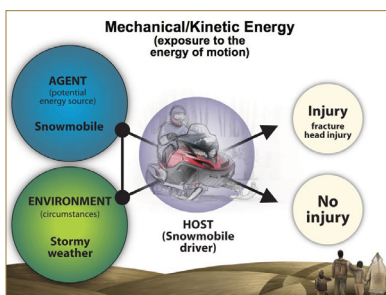 Mechanical/Kinetic Energy
(exposure to the
energy of motion)
AGENT
(potential
energy source)
Snowmobile
ENVIRONMENT
(circumstances)
Stormy
weather
HOST
(Snowmobile
driver)
Injury
fracture
head injury
No
injury